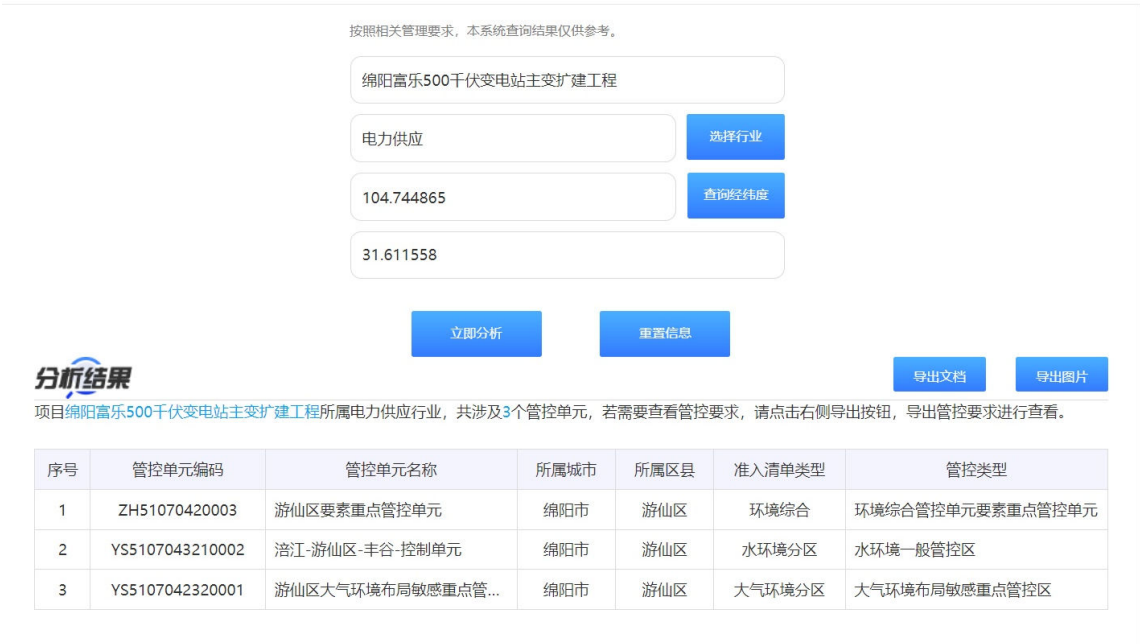 按照相关管理要求，本系统查询结果仅供参考。
绵阳富乐500千伏变电站主变扩建工程
电力供应 选择行业
104.744865 查询经纬度
31.611558
立即分析 重置信息
分析结果 导出文档 导出图片
项目绵阳富乐500千伏变电站主变扩建工程所属电力供应行业，共涉及3个管控单元，若需要查看管控要求，请点击右侧导出按钮，导出管控要求进行查看。
序号 管控单元编码 管控单元名称 所属城市 所属区县 准入清单类型 管控类型
1 ZH51070420003 游仙区要素重点管控单元 绵阳市 游仙区 环境综合 环境综合管控单元要素重点管控单元
2 YS5107043210002 涪江-游仙区-丰谷-控制单元 绵阳市 游仙区 水环境分区 水环境一般管控区
3 YS5107042320001 游仙区大气环境布局敏感重点管... 绵阳市 游仙区 大气环境分区 大气环境布局敏感重点管控区